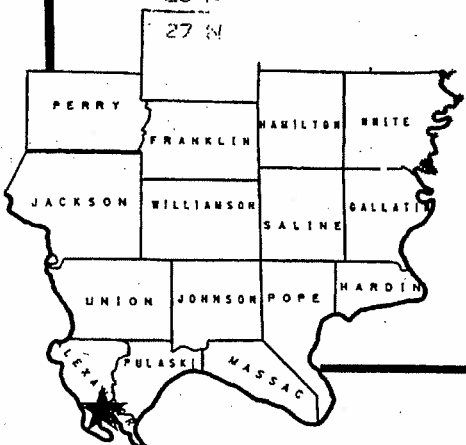 27 N
PERRY
FRANKLIN
HAMILTON
WHITE
JACKSON
WILLIAMSON
SALINE
GALLATIN
UNION
JOHNSON
POPE
HARDIN
PULASKI
MASSAC